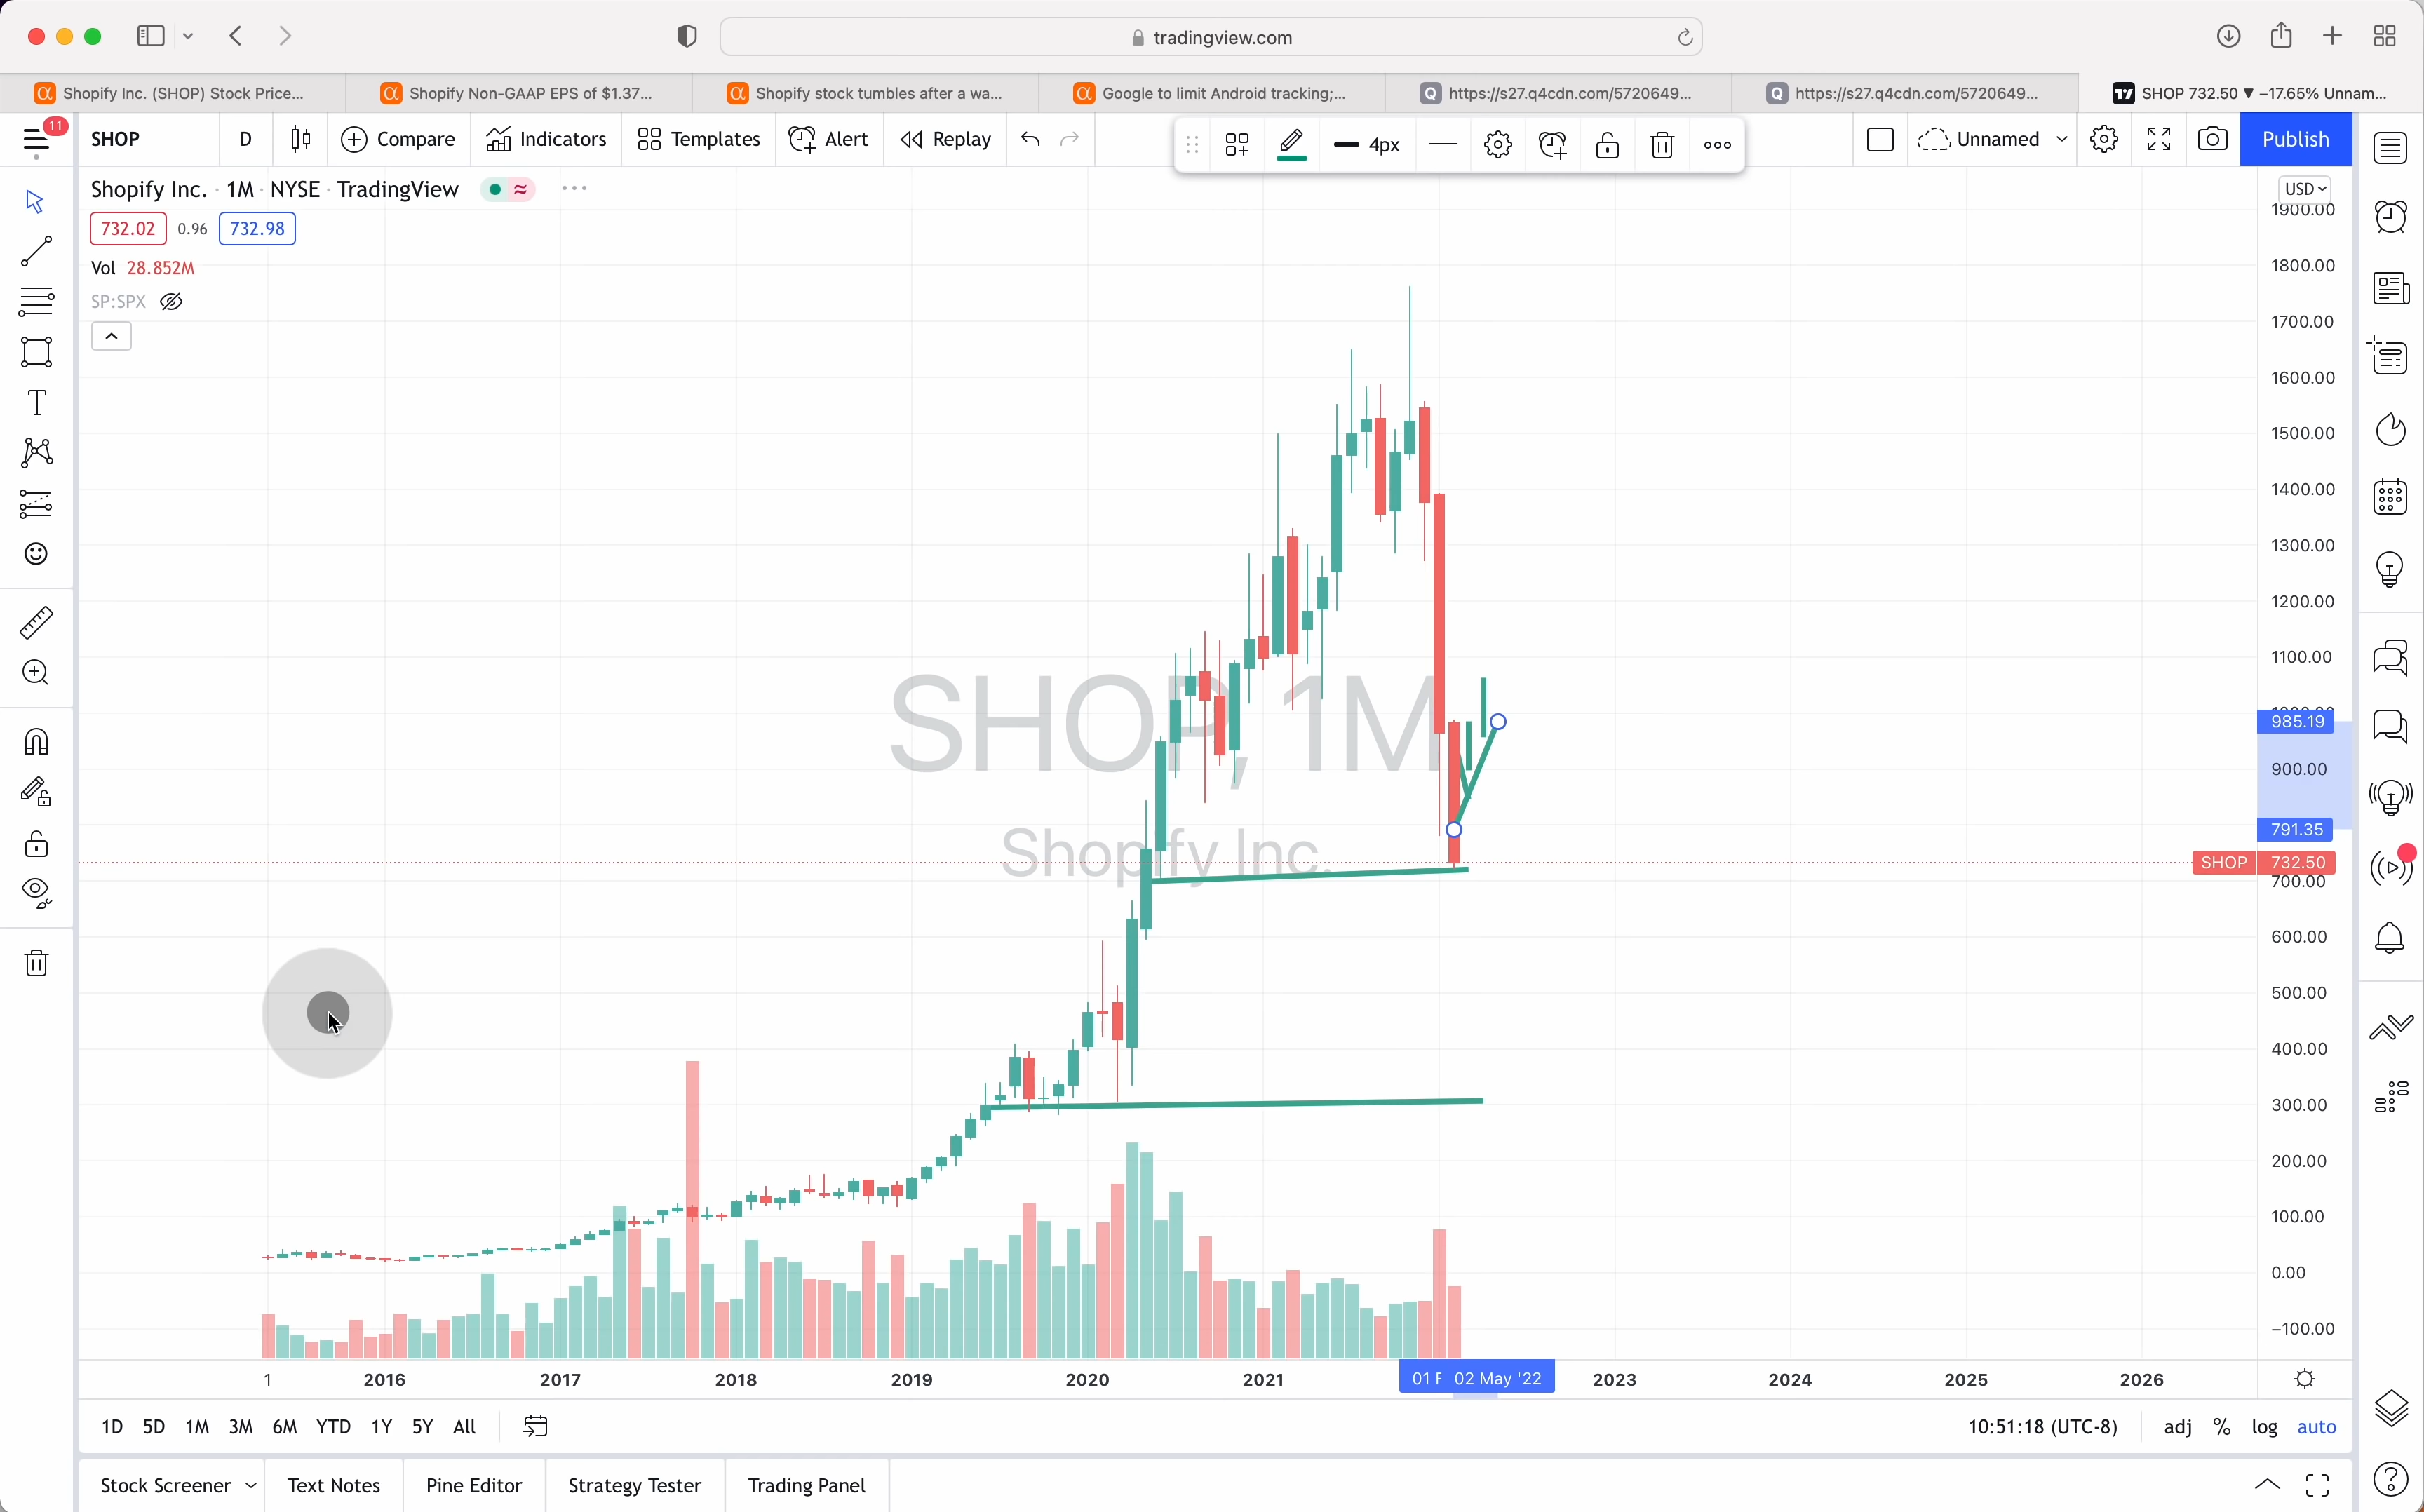 tradingview.com
Shopify Inc. (SHOP) Stock Price...
Shopify Non-GAAP EPS of $1.37...
Shopify stock tumbles after a wa...
Google to limit Android tracking;...
https://s27.q4cdn.com/5720649...
https://s27.q4cdn.com/5720649...
SHOP 732.50 ▼ −17.65% Unnam...
11
SHOP
D
Compare
Indicators
Templates
Alert
Replay
4px
Unnamed
Publish
Shopify Inc. · 1M · NYSE · TradingView
732.02 0.96 732.98
Vol 28.852M
SP:SPX
USD
1900.00
1800.00
1700.00
1600.00
1500.00
1400.00
1300.00
1200.00
1100.00
985.19
900.00
791.35
SHOP 732.50
700.00
600.00
500.00
400.00
300.00
200.00
100.00
0.00
−100.00
SHOP, 1M
Shopify Inc.
1 2016 2017 2018 2019 2020 2021 02 May '22 2023 2024 2025 2026
1D 5D 1M 3M 6M YTD 1Y 5Y All
10:51:18 (UTC-8) adj % log auto
Stock Screener Text Notes Pine Editor Strategy Tester Trading Panel